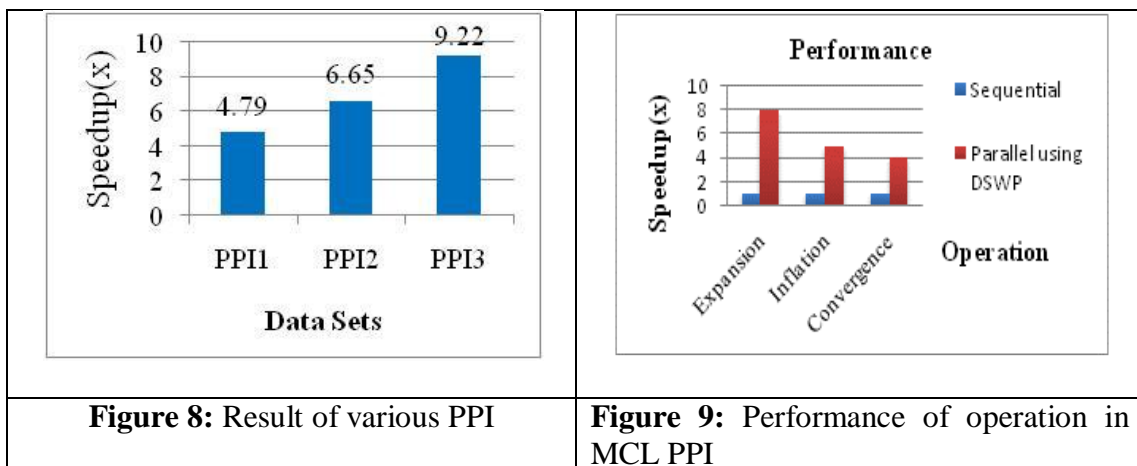 10
8
6
4
2
0
Speedup(x)
4.79
6.65
9.22
PPI1 PPI2 PPI3
Data Sets
Performance
10
8
6
4
2
0
Speedup(x)
Sequential
Parallel using
DSWP
Expansion
Inflation
Convergence
Operation
Figure 8: Result of various PPI
Figure 9: Performance of operation in
MCL PPI